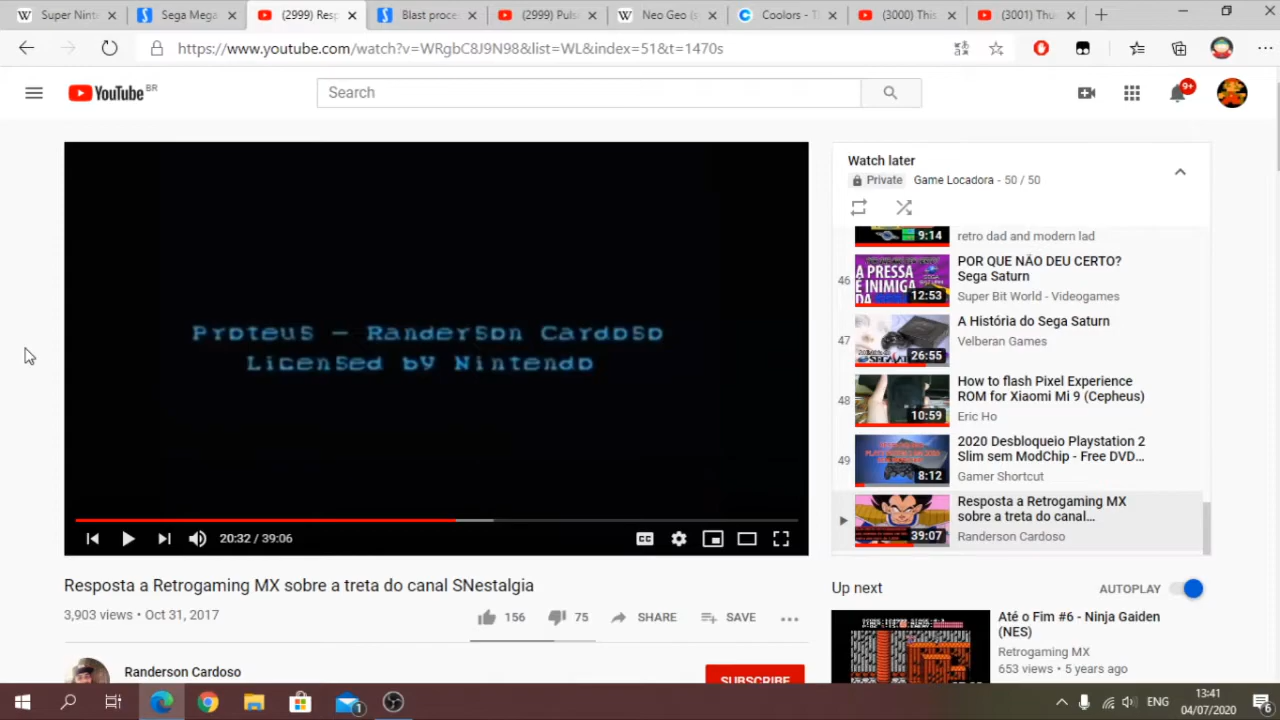 Super Nint
Sega Mega
(2999) Resp
Blast proce
(2999) Puls
Neo Geo (s
Coolors - T
(3000) This
(3001) Thu
https://www.youtube.com/watch?v=WRgbC8J9N98&list=WL&index=51&t=1470s
YouTube BR
Search
9+
Proteus - Randerson Cardoso
Licensed by Nintendo
20:32 / 39:06
CC
Resposta a Retrogaming MX sobre a treta do canal SNestalgia
3,903 views • Oct 31, 2017
156
75
SHARE
SAVE
Randerson Cardoso
SUBSCRIBE
Watch later
Private
Game Locadora - 50 / 50
9:14
retro dad and modern lad
46
A PRESSA
É INIMIGA
DA
12:53
POR QUE NÃO DEU CERTO?
Sega Saturn
Super Bit World - Videogames
47
26:55
A História do Sega Saturn
Velberan Games
48
10:59
How to flash Pixel Experience
ROM for Xiaomi Mi 9 (Cepheus)
Eric Ho
49
8:12
2020 Desbloqueio Playstation 2
Slim sem ModChip - Free DVD...
Gamer Shortcut
39:07
Resposta a Retrogaming MX
sobre a treta do canal...
Randerson Cardoso
Up next
AUTOPLAY
Até o Fim #6 - Ninja Gaiden
(NES)
Retrogaming MX
653 views • 5 years ago
1
ENG
13:41
04/07/2020
6